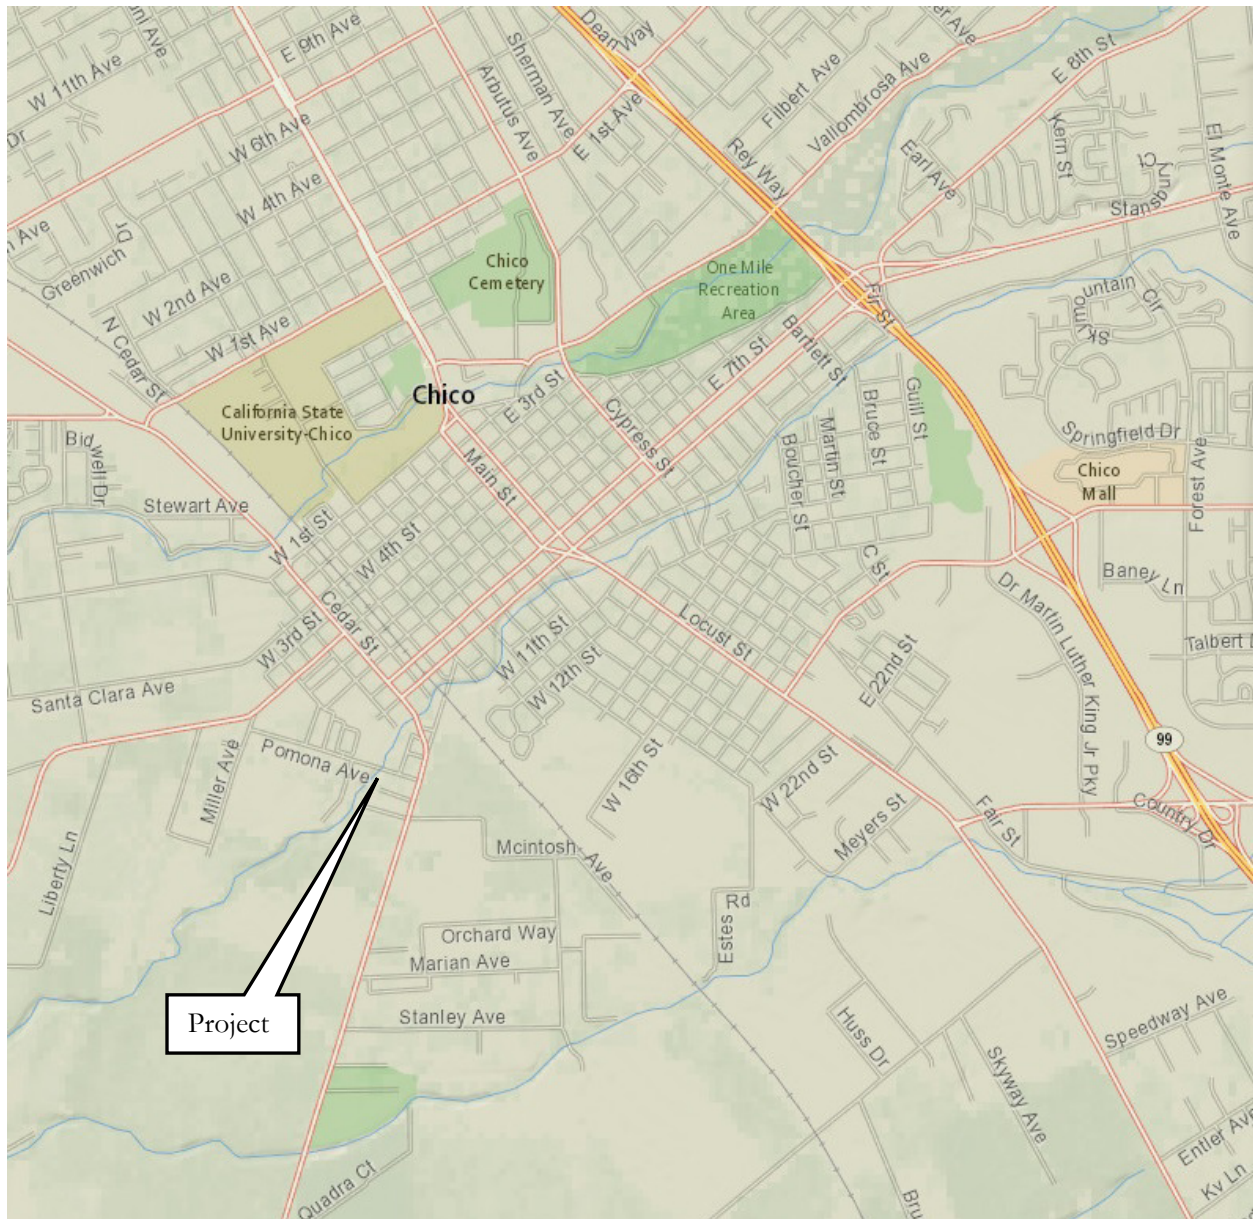 Dean Way
E 9th Ave
Sherman Ave
Arbutus Ave
W 11th Ave
E 1st Ave
Filbert Ave
Vallombrosa Ave
E 8th St
Kern St
El Monte Ave
Dr
W 6th Ave
Rey Way
Earl Ave
Stansbury Ct
W 4th Ave
Ave
Greenwich Dr
Chico
Cemetery
One Mile
Recreation
Area
Fir St
Skymountain Clr
W 2nd Ave
N Cedar St
W 1st Ave
Bartlett St
E 7th St
Chico
E 3rd St
California State
University-Chico
Cypress St
Bruce St
Guill St
Martin St
Boucher St
Springfield Dr
Chico
Mall
Forest Ave
Bidwell Dr
Main St
Stewart Ave
W 1st St
W 4th St
C St
Baney Ln
Cedar St
W 3rd St
Locust St
Dr Martin Luther King Jr Pky
W 11th St
W 12th St
E 22nd St
Talbert
Santa Clara Ave
99
Pomona Ave
Miller Ave
W 16th St
W 22nd St
Meyers St
Fair St
Country Dr
Liberty Ln
Mcintosh Ave
Estes Rd
Orchard Way
Marian Ave
Project
Stanley Ave
Huss Dr
Skyway Ave
Speedway Ave
Entler Ave
Quadra Ct
Bru
Kv Ln